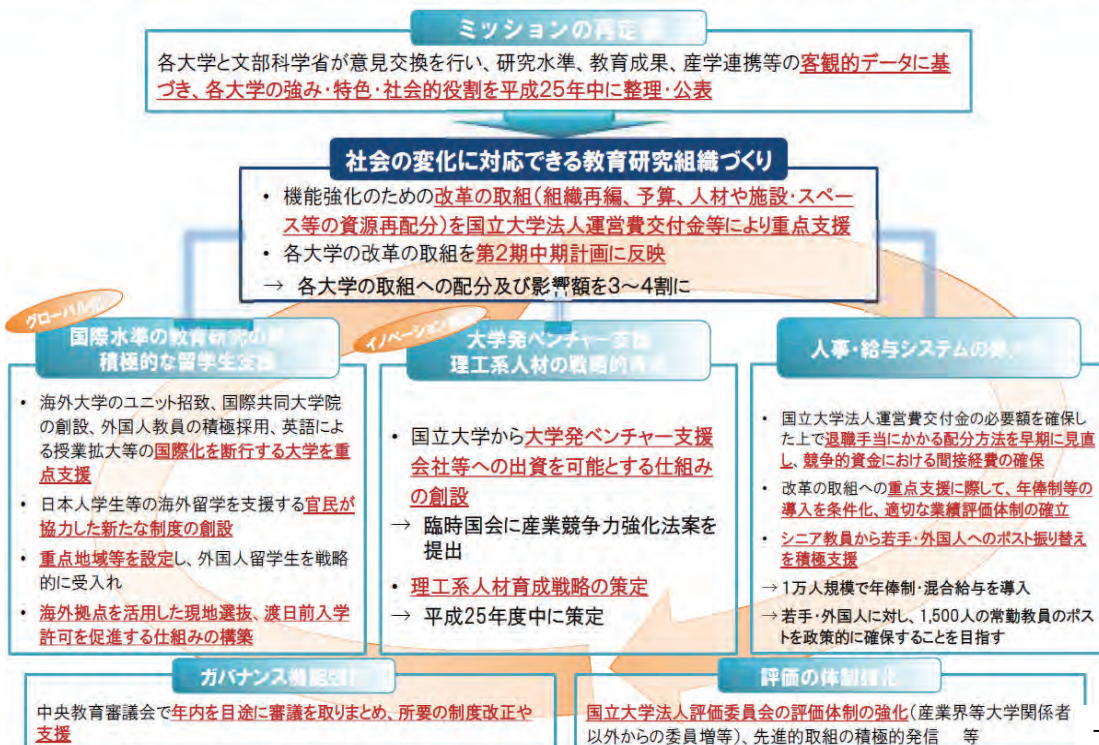 ミッションの再定
各大学と文部科学省が意見交換を行い、研究水準、教育成果、産学連携等の客観的データに基
づき、各大学の強み・特色・社会的役割を平成25年中に整理・公表
社会の変化に対応できる教育研究組織づくり
・ 機能強化のための改革の取組(組織再編、予算、人材や施設・スペー
ス等の資源再配分)を国立大学法人運営費交付金等により重点支援
・ 各大学の改革の取組を第2期中期計画に反映
→ 各大学の取組への配分及び影響額を3～4割に
グローバル化
国際水準の教育研究の
積極的な留学生支援
・ 海外大学のユニット招致、国際共同大学院
の創設、外国人教員の積極採用、英語によ
る授業拡大等の国際化を断行する大学を重
点支援
・ 日本人学生等の海外留学を支援する官民が
協力した新たな制度の創設
・ 重点地域等を設定し、外国人留学生を戦略
的に受入れ
・ 海外拠点を活用した現地選抜、渡日前入学
許可を促進する仕組みの構築
イノベーション
大学発ベンチャー支援
理工系人材の戦略的
・ 国立大学から大学発ベンチャー支援
会社等への出資を可能とする仕組み
の創設
→ 臨時国会に産業競争力強化法案を
提出
・ 理工系人材育成戦略の策定
→ 平成25年度中に策定
人事・給与システムの
・ 国立大学法人運営費交付金の必要額を確保し
た上で退職手当にかかる配分方法を早期に見直
し、競争的資金における間接経費の確保
・ 改革の取組への重点支援に際して、年俸制等の
導入を条件化、適切な業績評価体制の確立
・ シニア教員から若手・外国人へのポスト振り替え
を積極支援
→ 1万人規模で年俸制・混合給与を導入
→ 若手・外国人に対し、1,500人の常勤教員のポス
トを政策的に確保することを目指す
ガバナンス機能強化
中央教育審議会で年内を目途に審議を取りまとめ、所要の制度改正や
支援
評価の体制強化
国立大学法人評価委員会の評価体制の強化(産業界等大学関係者
以外からの委員増等)、先進的取組の積極的発信 等